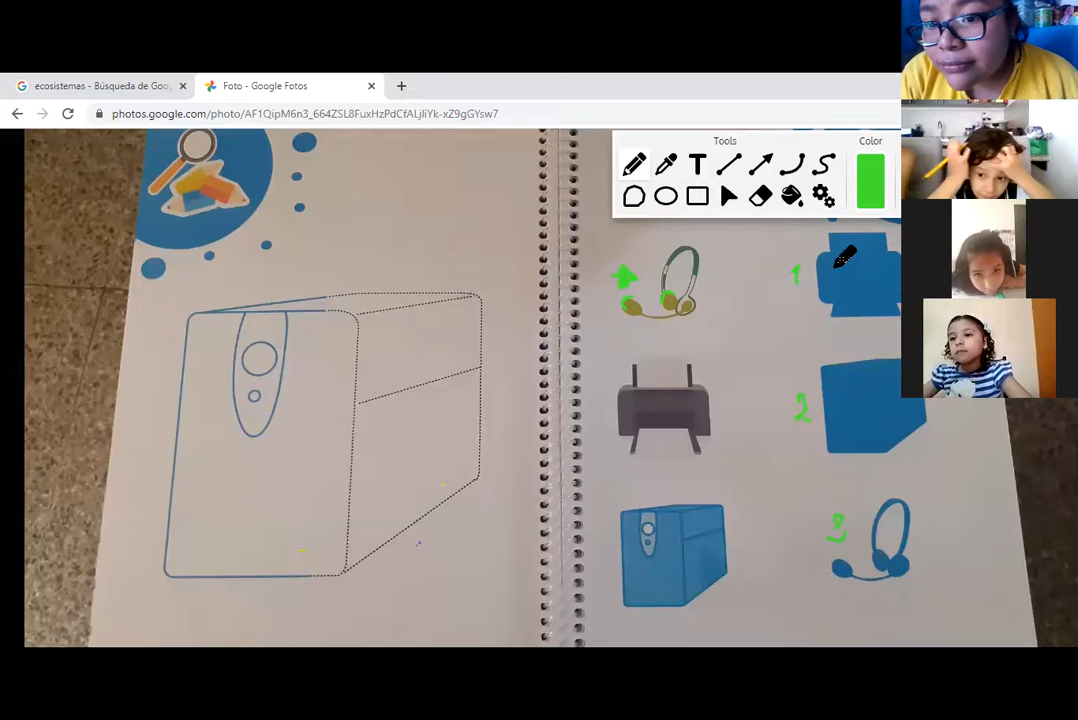 ecosistemas - Búsqueda de Goo
Foto - Google Fotos
photos.google.com/photo/AF1QipM6n3_664ZSL8FuxHzPdCfALjliYk-xZ9gGYsw7
Tools
Color
T
1
2
3